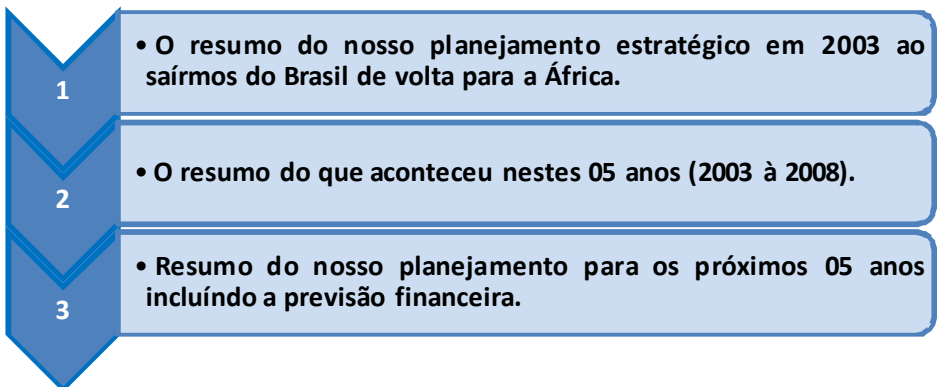 1
• O resumo do nosso planejamento estratégico em 2003 ao
saírmos do Brasil de volta para a África.
2
• O resumo do que aconteceu nestes 05 anos (2003 à 2008).
3
• Resumo do nosso planejamento para os próximos 05 anos
incluíndo a previsão financeira.